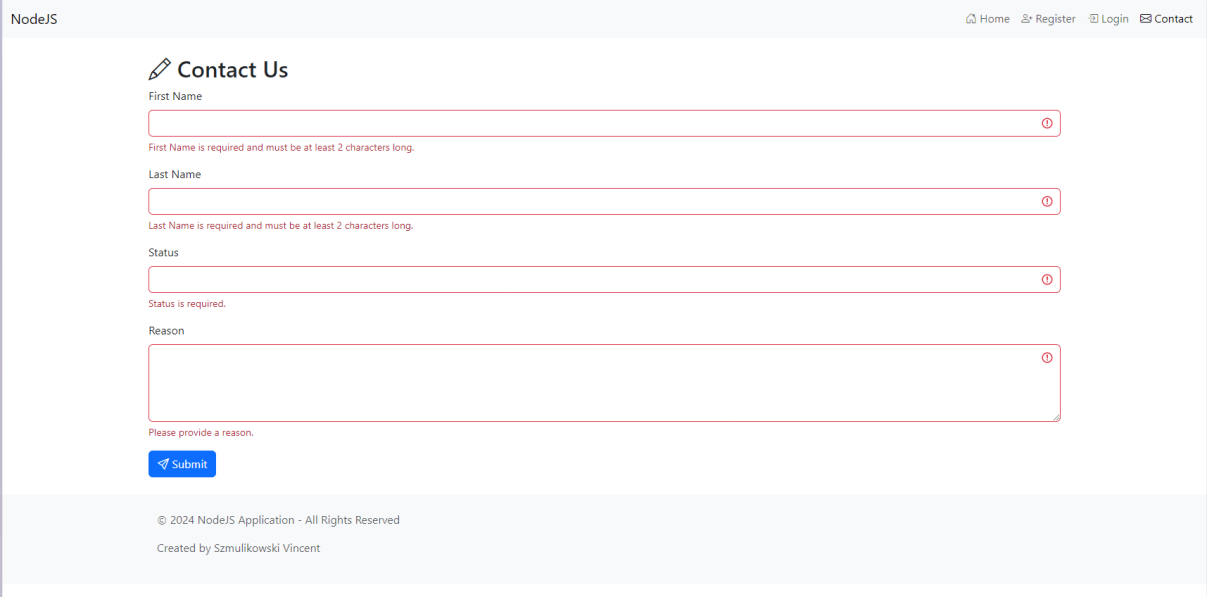 NodeJS
Home Register Login Contact
Contact Us
First Name
First Name is required and must be at least 2 characters long.
Last Name
Last Name is required and must be at least 2 characters long.
Status
Status is required.
Reason
Please provide a reason.
Submit
© 2024 NodeJS Application - All Rights Reserved
Created by Szmulikowski Vincent